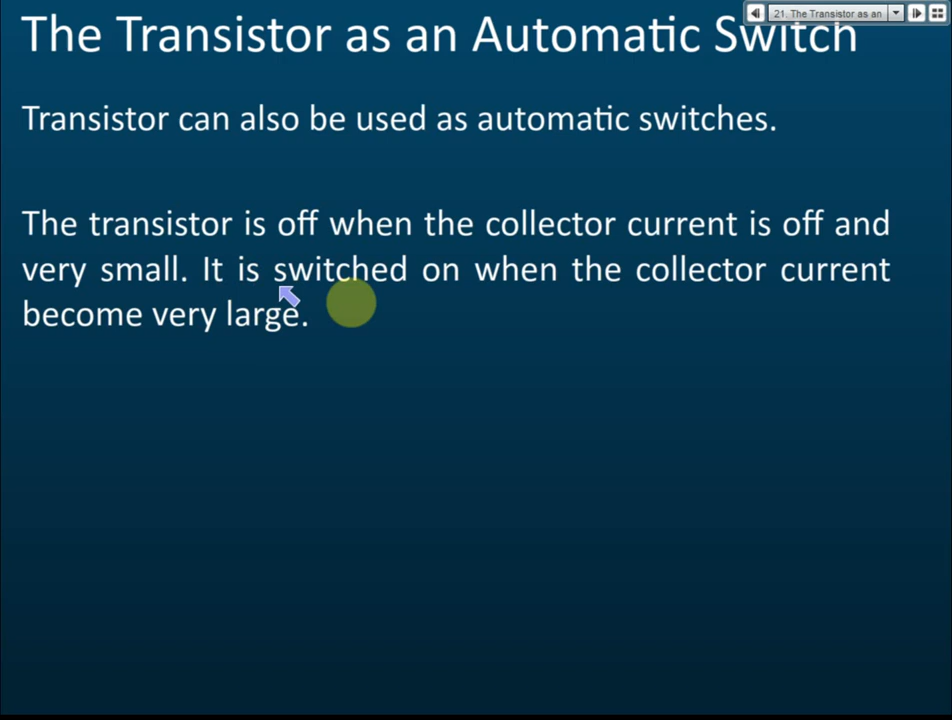 21. The Transistor as an
The Transistor as an Automatic Switch
Transistor can also be used as automatic switches.
The transistor is off when the collector current is off and
very small. It is switched on when the collector current
become very large.